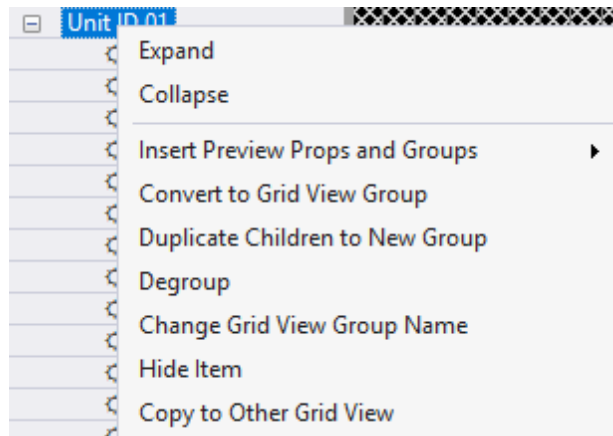 Unit ID 01
Expand
Collapse
Insert Preview Props and Groups
Convert to Grid View Group
Duplicate Children to New Group
Degroup
Change Grid View Group Name
Hide Item
Copy to Other Grid View